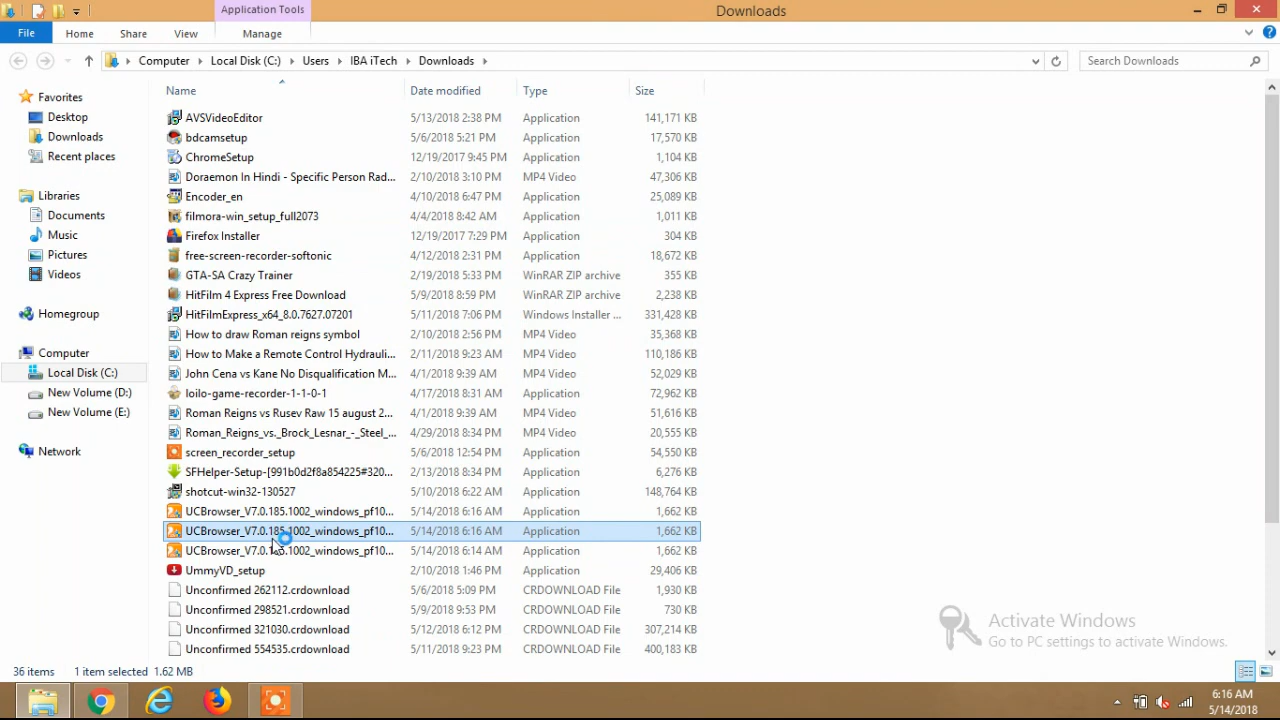 Application Tools
Downloads
File
Home
Share
View
Manage
Computer
Local Disk (C:)
Users
IBA iTech
Downloads
Search Downloads
Name
Date modified
Type
Size
Favorites
Desktop
Downloads
Recent places
Libraries
Documents
Music
Pictures
Videos
Homegroup
Computer
Local Disk (C:)
New Volume (D:)
New Volume (E:)
Network
AVSVideoEditor 5/13/2018 2:38 PM Application 141,171 KB
bdcamsetup 5/6/2018 5:21 PM Application 17,570 KB
ChromeSetup 12/19/2017 9:45 PM Application 1,104 KB
Doraemon In Hindi - Specific Person Rad... 2/10/2018 3:10 PM MP4 Video 47,306 KB
Encoder_en 4/10/2018 6:47 PM Application 25,089 KB
filmora-win_setup_full2073 4/4/2018 8:42 AM Application 1,011 KB
Firefox Installer 12/19/2017 7:29 PM Application 304 KB
free-screen-recorder-softonic 4/12/2018 2:31 PM Application 18,672 KB
GTA-SA Crazy Trainer 2/19/2018 5:33 PM WinRAR ZIP archive 355 KB
HitFilm 4 Express Free Download 5/9/2018 8:59 PM WinRAR ZIP archive 2,238 KB
HitFilmExpress_x64_8.0.7627.07201 5/11/2018 7:06 PM Windows Installer ... 331,428 KB
How to draw Roman reigns symbol 2/10/2018 2:56 PM MP4 Video 35,368 KB
How to Make a Remote Control Hydrauli... 2/11/2018 9:23 AM MP4 Video 110,186 KB
John Cena vs Kane No Disqualification M... 4/1/2018 9:39 AM MP4 Video 52,029 KB
loilo-game-recorder-1-1-0-1 4/17/2018 8:31 AM Application 72,962 KB
Roman Reigns vs Rusev Raw 15 august 2... 4/1/2018 9:39 AM MP4 Video 51,616 KB
Roman_Reigns_vs._Brock_Lesnar_-_Steel_... 4/29/2018 8:34 PM MP4 Video 20,555 KB
screen_recorder_setup 5/6/2018 12:54 PM Application 54,550 KB
SFHelper-Setup-[991b0d2f8a854225#320... 2/13/2018 8:34 PM Application 6,276 KB
shotcut-win32-130527 5/10/2018 6:22 AM Application 148,764 KB
UCBrowser_V7.0.185.1002_windows_pf10... 5/14/2018 6:16 AM Application 1,662 KB
UCBrowser_V7.0.185.1002_windows_pf10... 5/14/2018 6:16 AM Application 1,662 KB
UCBrowser_V7.0.185.1002_windows_pf10... 5/14/2018 6:14 AM Application 1,662 KB
UmmyVD_setup 2/10/2018 1:46 PM Application 29,406 KB
Unconfirmed 262112.crdownload 5/6/2018 5:09 PM CRDOWNLOAD File 1,930 KB
Unconfirmed 298521.crdownload 5/9/2018 9:53 PM CRDOWNLOAD File 730 KB
Unconfirmed 321030.crdownload 5/12/2018 6:12 PM CRDOWNLOAD File 307,214 KB
Unconfirmed 554535.crdownload 5/11/2018 9:23 PM CRDOWNLOAD File 400,183 KB
Activate Windows
Go to PC settings to activate Windows.
36 items 1 item selected 1.62 MB
6:16 AM
5/14/2018